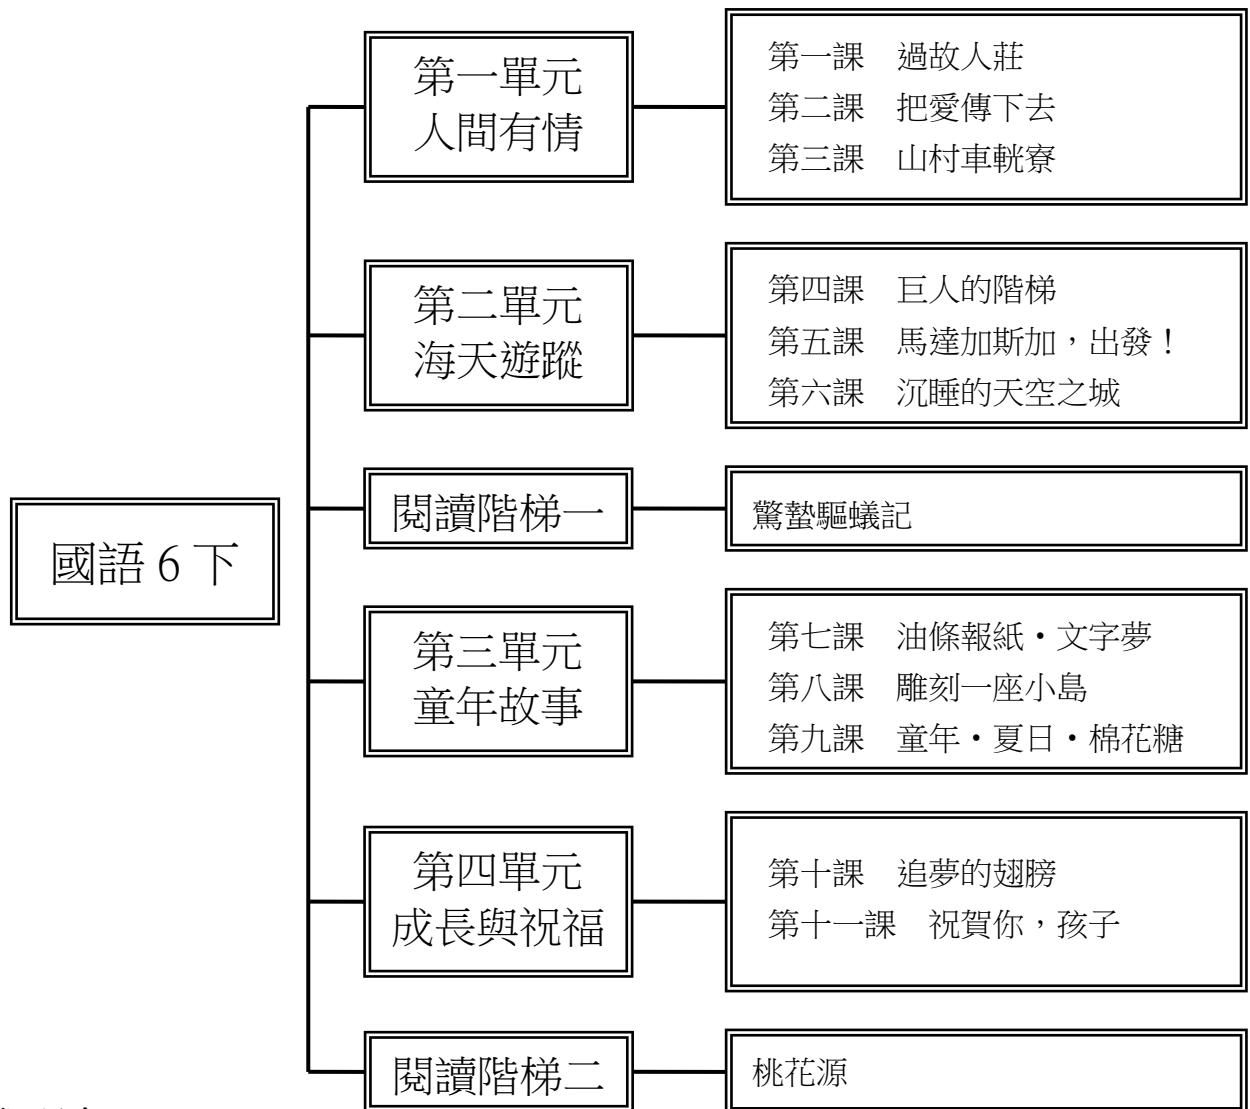 國語6下
第一單元
人間有情
第一課　過故人莊
第二課　把愛傳下去
第三課　山村車輄寮
第二單元
海天遊蹤
第四課　巨人的階梯
第五課　馬達加斯加，出發！
第六課　沉睡的天空之城
閱讀階梯一
驚蟄驅蟻記
第三單元
童年故事
第七課　油條報紙・文字夢
第八課　雕刻一座小島
第九課　童年・夏日・棉花糖
第四單元
成長與祝福
第十課　追夢的翅膀
第十一課　祝賀你，孩子
閱讀階梯二
桃花源